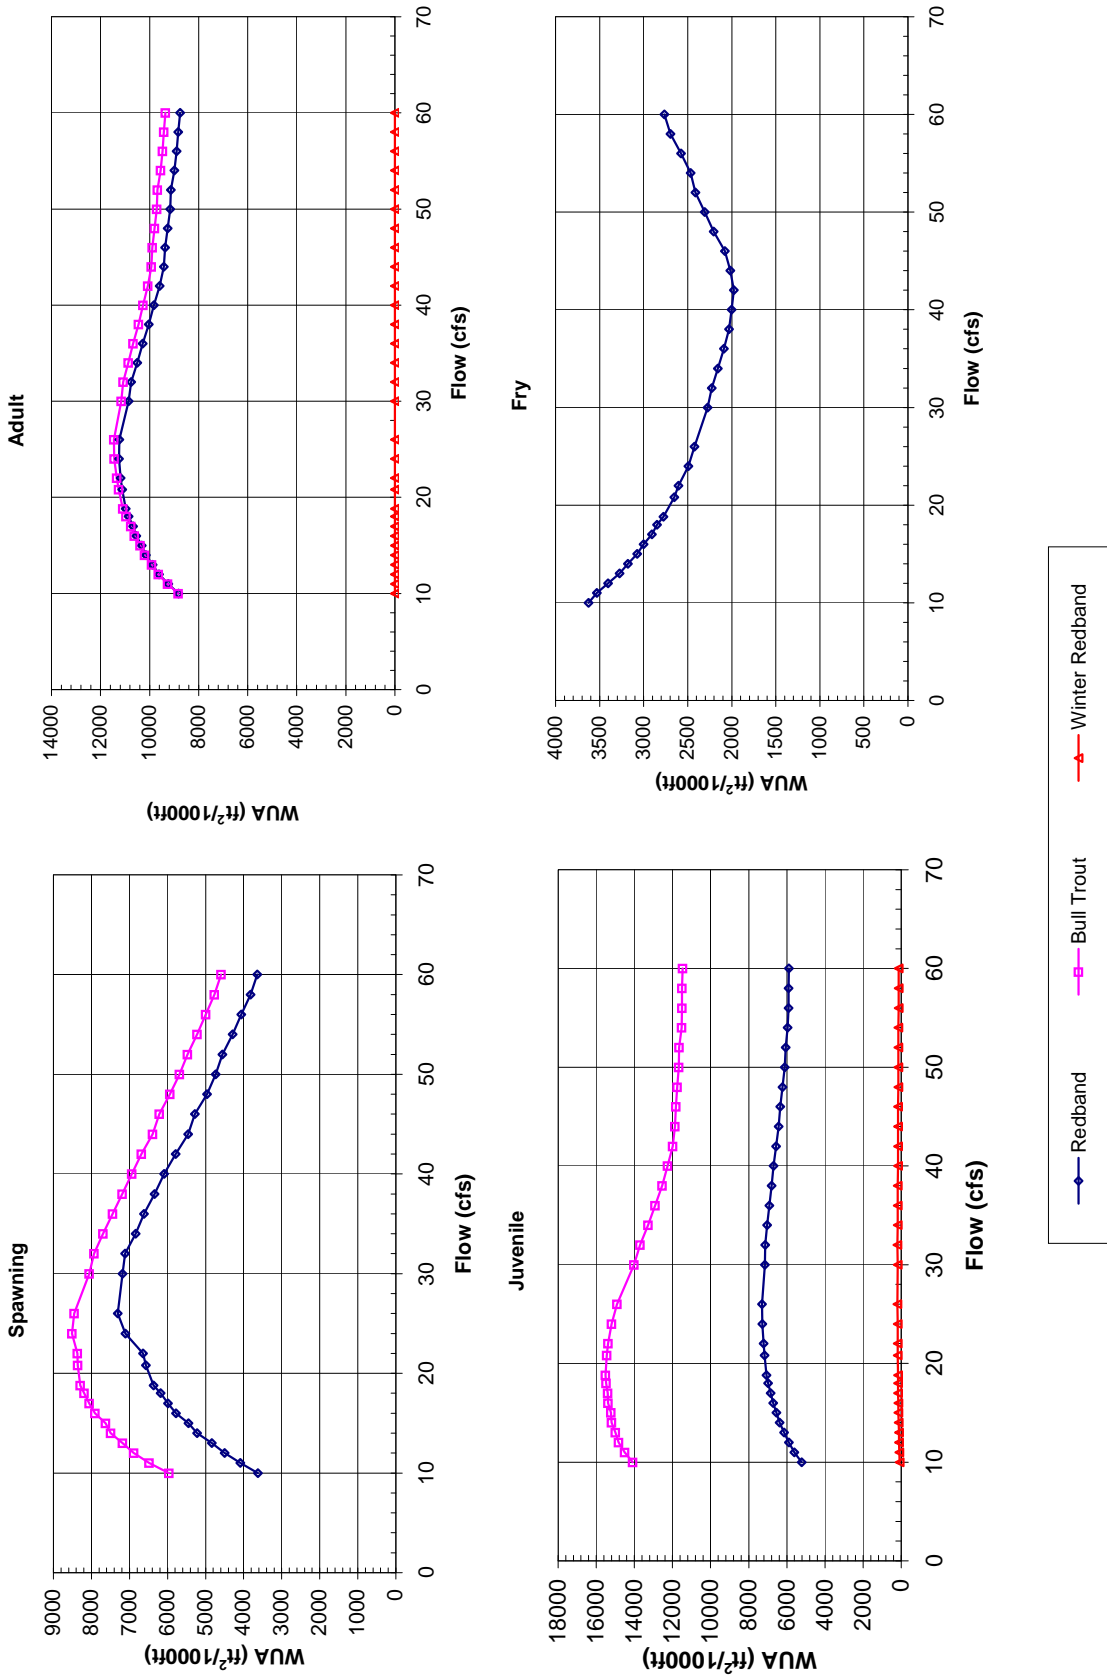 Spawning
9000
8000
7000
6000
5000
4000
3000
2000
1000
0
WUA (ft²/1000ft)
0 10 20 30 40 50 60 70
Flow (cfs)
Adult
14000
12000
10000
8000
6000
4000
2000
0
WUA (ft²/1000ft)
0 10 20 30 40 50 60 70
Flow (cfs)
Juvenile
18000
16000
14000
12000
10000
8000
6000
4000
2000
0
WUA (ft²/1000ft)
0 10 20 30 40 50 60 70
Flow (cfs)
Fry
4000
3500
3000
2500
2000
1500
1000
500
0
WUA (ft²/1000ft)
0 10 20 30 40 50 60 70
Flow (cfs)
Redband Bull Trout Winter Redband